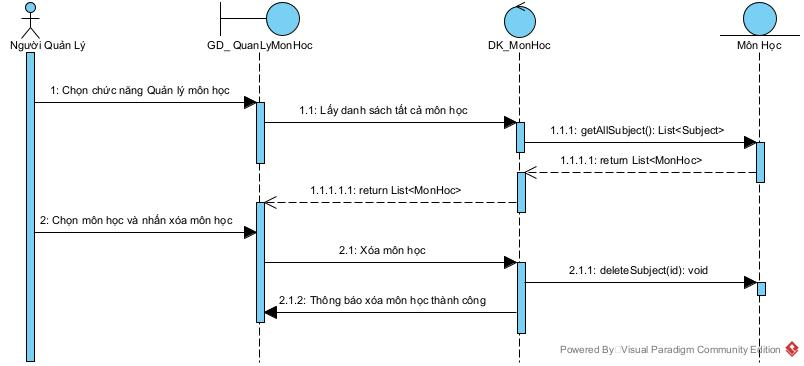 Người Quản Lý
GD_ QuanLyMonHoc
DK_MonHoc
Môn Học
1: Chọn chức năng Quản lý môn học
1.1: Lấy danh sách tất cả môn học
1.1.1: getAllSubject(): List<Subject>
1.1.1.1: return List<MonHoc>
1.1.1.1.1: return List<MonHoc>
2: Chọn môn học và nhấn xóa môn học
2.1: Xóa môn học
2.1.1: deleteSubject(id): void
2.1.2: Thông báo xóa môn học thành công
Powered By Visual Paradigm Community Edition